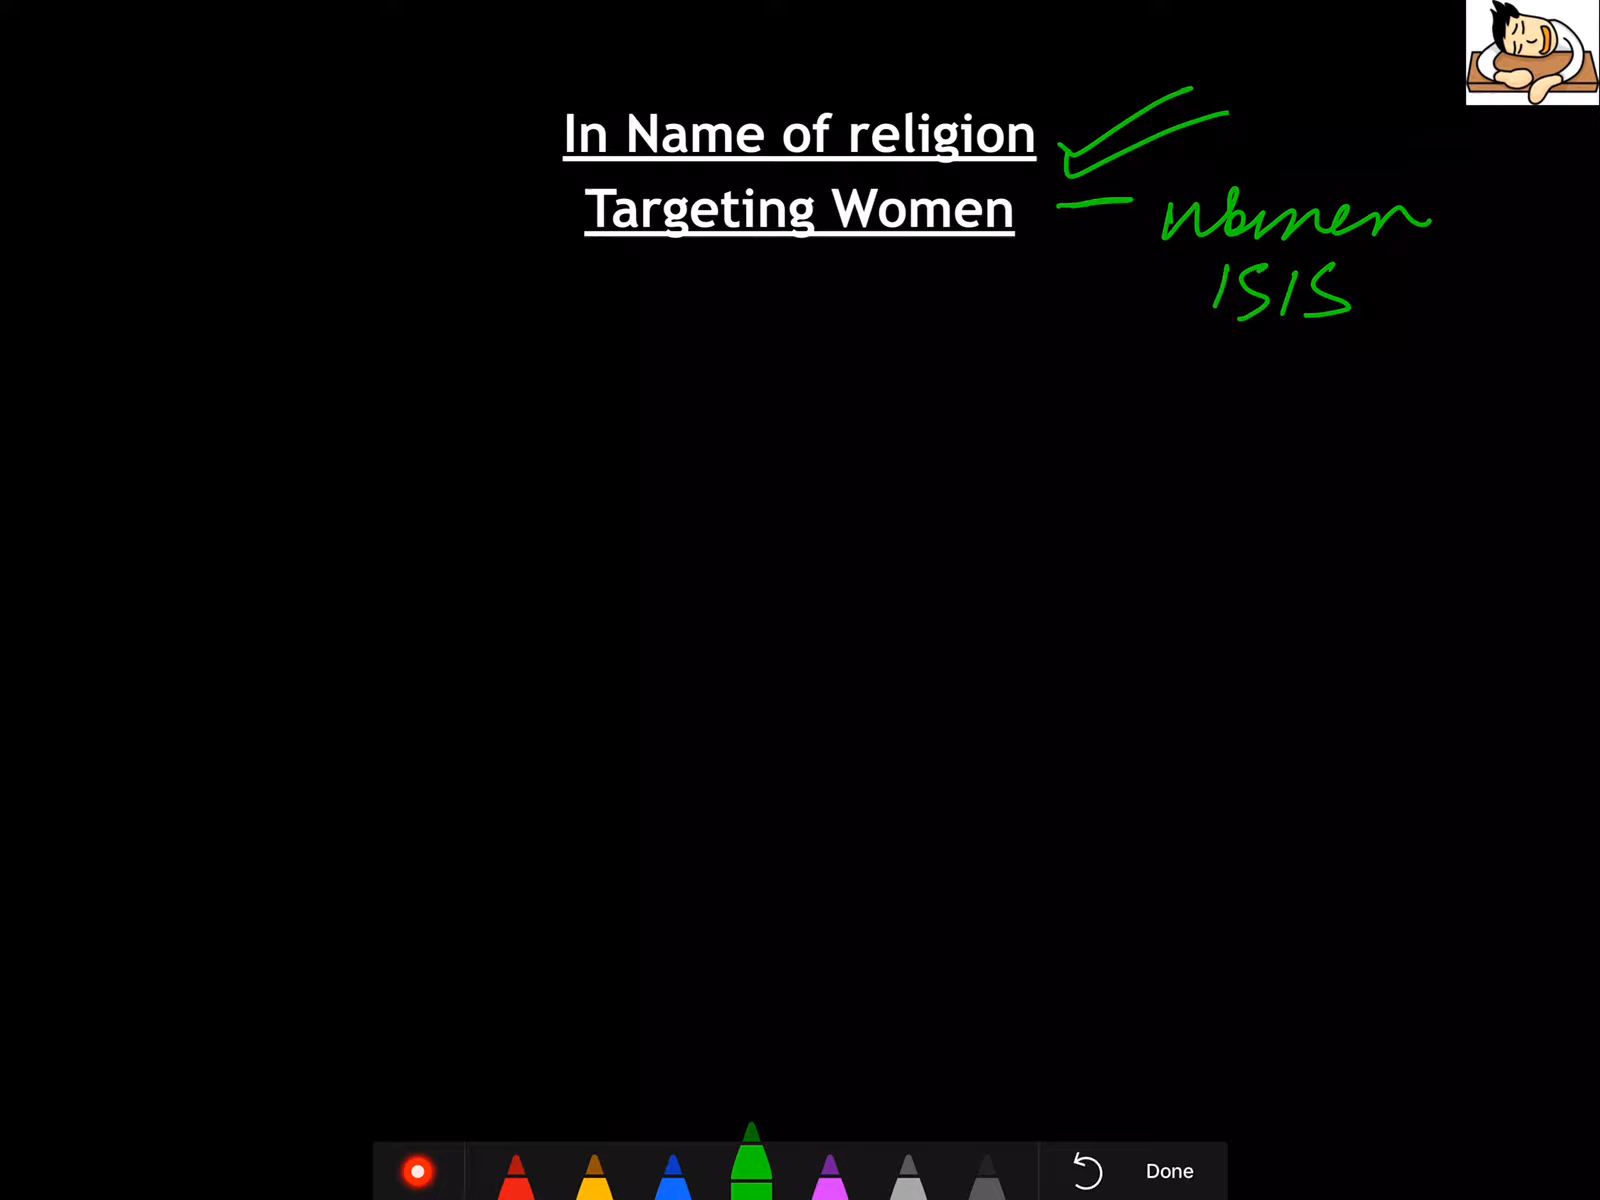 In Name of religion
Targeting Women
Women
ISIS
Done